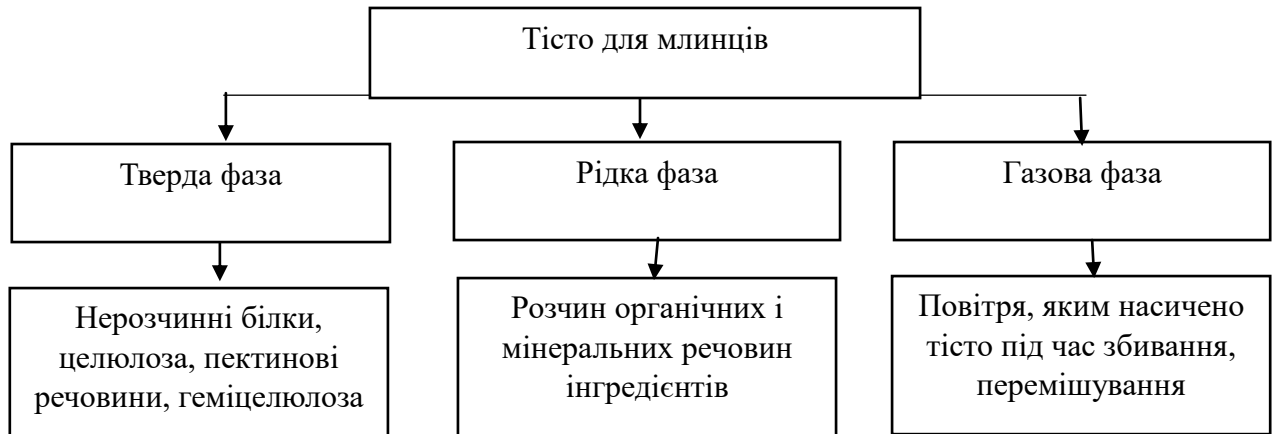 Тісто для млинців
Тверда фаза
Рідка фаза
Газова фаза
Нерозчинні білки,
целюлоза, пектинові
речовини, геміцелюлоза
Розчин органічних і
мінеральних речовин
інгредієнтів
Повітря, яким насичено
тісто під час збивання,
перемішування